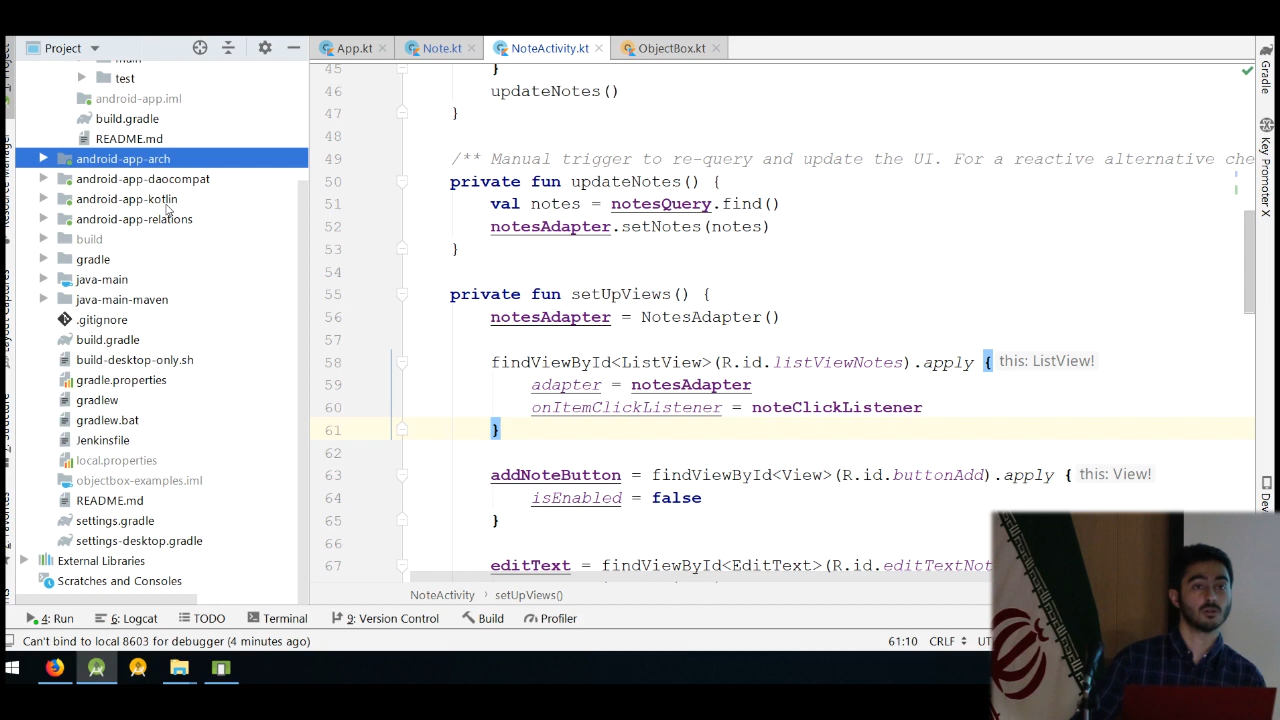 Project
App.kt
Note.kt
NoteActivity.kt
ObjectBox.kt
main
test
android-app.iml
build.gradle
README.md
android-app-arch
android-app-daocompat
android-app-kotlin
android-app-relations
build
gradle
java-main
java-main-maven
.gitignore
build.gradle
build-desktop-only.sh
gradle.properties
gradlew
gradlew.bat
Jenkinsfile
local.properties
objectbox-examples.iml
README.md
settings.gradle
settings-desktop.gradle
External Libraries
Scratches and Consoles
45 }
46 updateNotes()
47 }
48
49 /** Manual trigger to re-query and update the UI. For a reactive alternative che
50 private fun updateNotes() {
51 val notes = notesQuery.find()
52 notesAdapter.setNotes(notes)
53 }
54
55 private fun setUpViews() {
56 notesAdapter = NotesAdapter()
57
58 findViewById<ListView>(R.id.listViewNotes).apply { this: ListView!
59 adapter = notesAdapter
60 onItemClickListener = noteClickListener
61 }
62
63 addNoteButton = findViewById<View>(R.id.buttonAdd).apply { this: View!
64 isEnabled = false
65 }
66
67 editText = findViewById<EditText>(R.id.editTextNot
NoteActivity
setUpViews()
Gradle
Key Promoter X
4: Run
6: Logcat
TODO
Terminal
9: Version Control
Build
Profiler
Can't bind to local 8603 for debugger (4 minutes ago)
61:10
CRLF